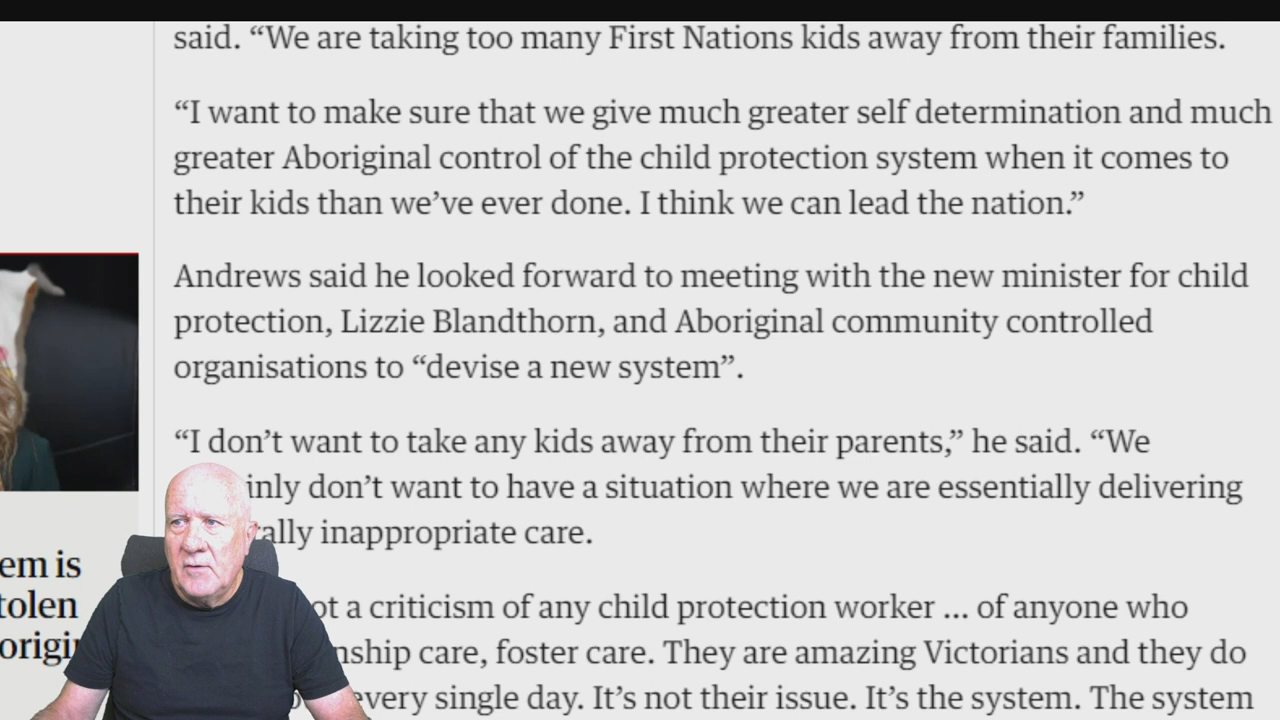 said. “We are taking too many First Nations kids away from their families.
“I want to make sure that we give much greater self determination and much
greater Aboriginal control of the child protection system when it comes to
their kids than we’ve ever done. I think we can lead the nation.”
Andrews said he looked forward to meeting with the new minister for child
protection, Lizzie Blandthorn, and Aboriginal community controlled
organisations to “devise a new system”.
“I don’t want to take any kids away from their parents,” he said. “We
inly don’t want to have a situation where we are essentially delivering
ally inappropriate care.
ot a criticism of any child protection worker ... of anyone who
nship care, foster care. They are amazing Victorians and they do
every single day. It’s not their issue. It’s the system. The system
em is
tolen
origi